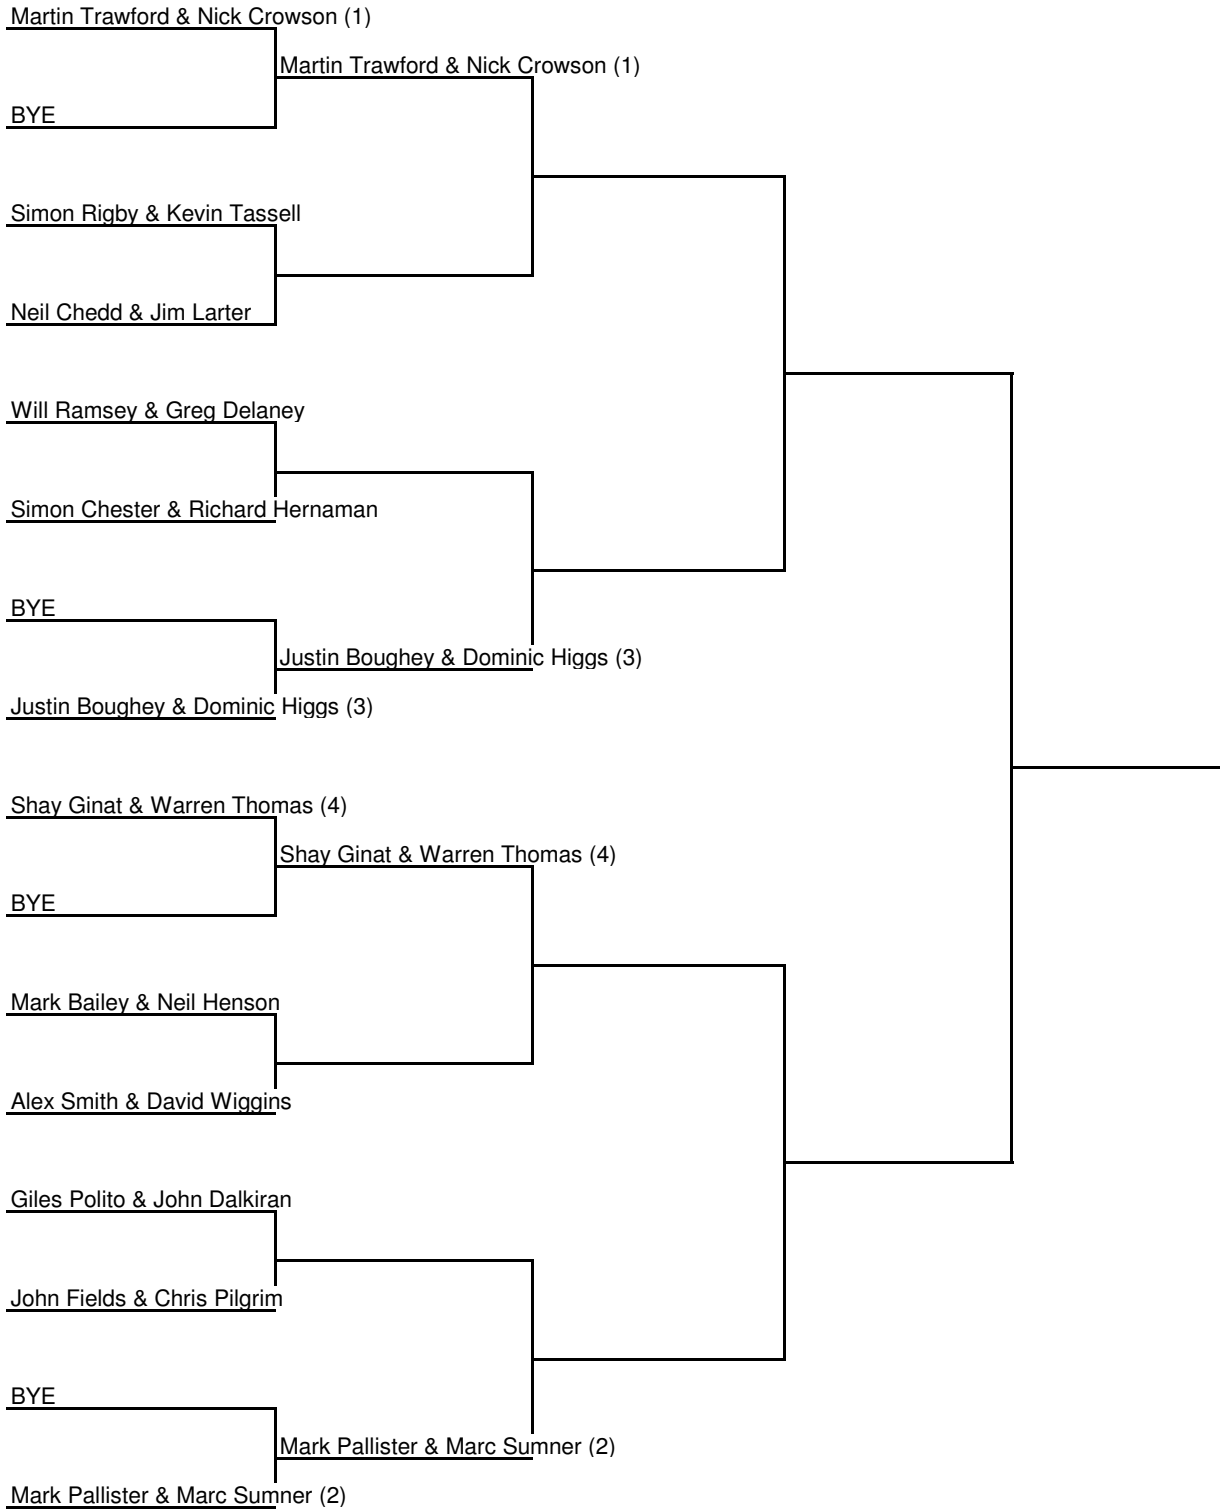 Martin Trawford & Nick Crowson (1)
Martin Trawford & Nick Crowson (1)
BYE
Simon Rigby & Kevin Tassell
Neil Chedd & Jim Larter
Will Ramsey & Greg Delaney
Simon Chester & Richard Hernaman
BYE
Justin Boughey & Dominic Higgs (3)
Justin Boughey & Dominic Higgs (3)
Shay Ginat & Warren Thomas (4)
Shay Ginat & Warren Thomas (4)
BYE
Mark Bailey & Neil Henson
Alex Smith & David Wiggins
Giles Polito & John Dalkiran
John Fields & Chris Pilgrim
BYE
Mark Pallister & Marc Sumner (2)
Mark Pallister & Marc Sumner (2)